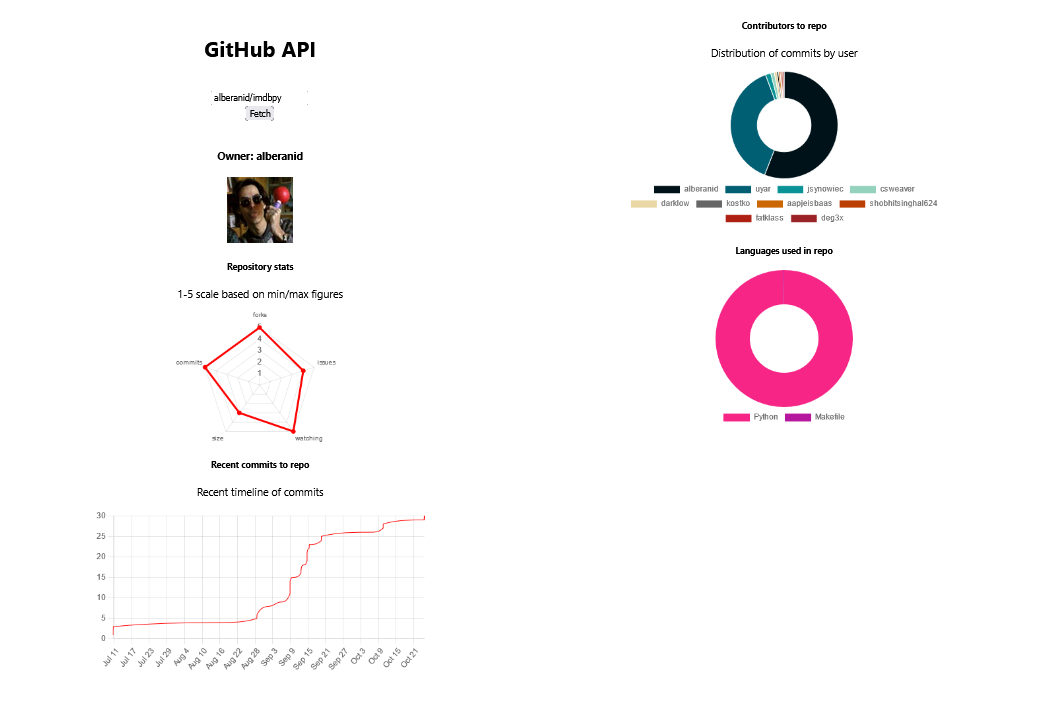 GitHub API
alberanid/imdbpy
Fetch
Owner: alberanid
Repository stats
1-5 scale based on min/max figures
forks
5
4
commits issues
3
2
1
size watching
Recent commits to repo
Recent timeline of commits
30
25
20
15
10
5
0
Jul 11 Jul 17 Jul 23 Jul 29 Aug 4 Aug 10 Aug 16 Aug 22 Aug 28 Sep 3 Sep 9 Sep 15 Sep 21 Sep 27 Oct 3 Oct 9 Oct 15 Oct 21
Contributors to repo
Distribution of commits by user
alberanid uyar jsynowiec csweaver
darklow kostko aapjeisbaas shobhitsinghal624
fatklass deg3x
Languages used in repo
Python Makefile